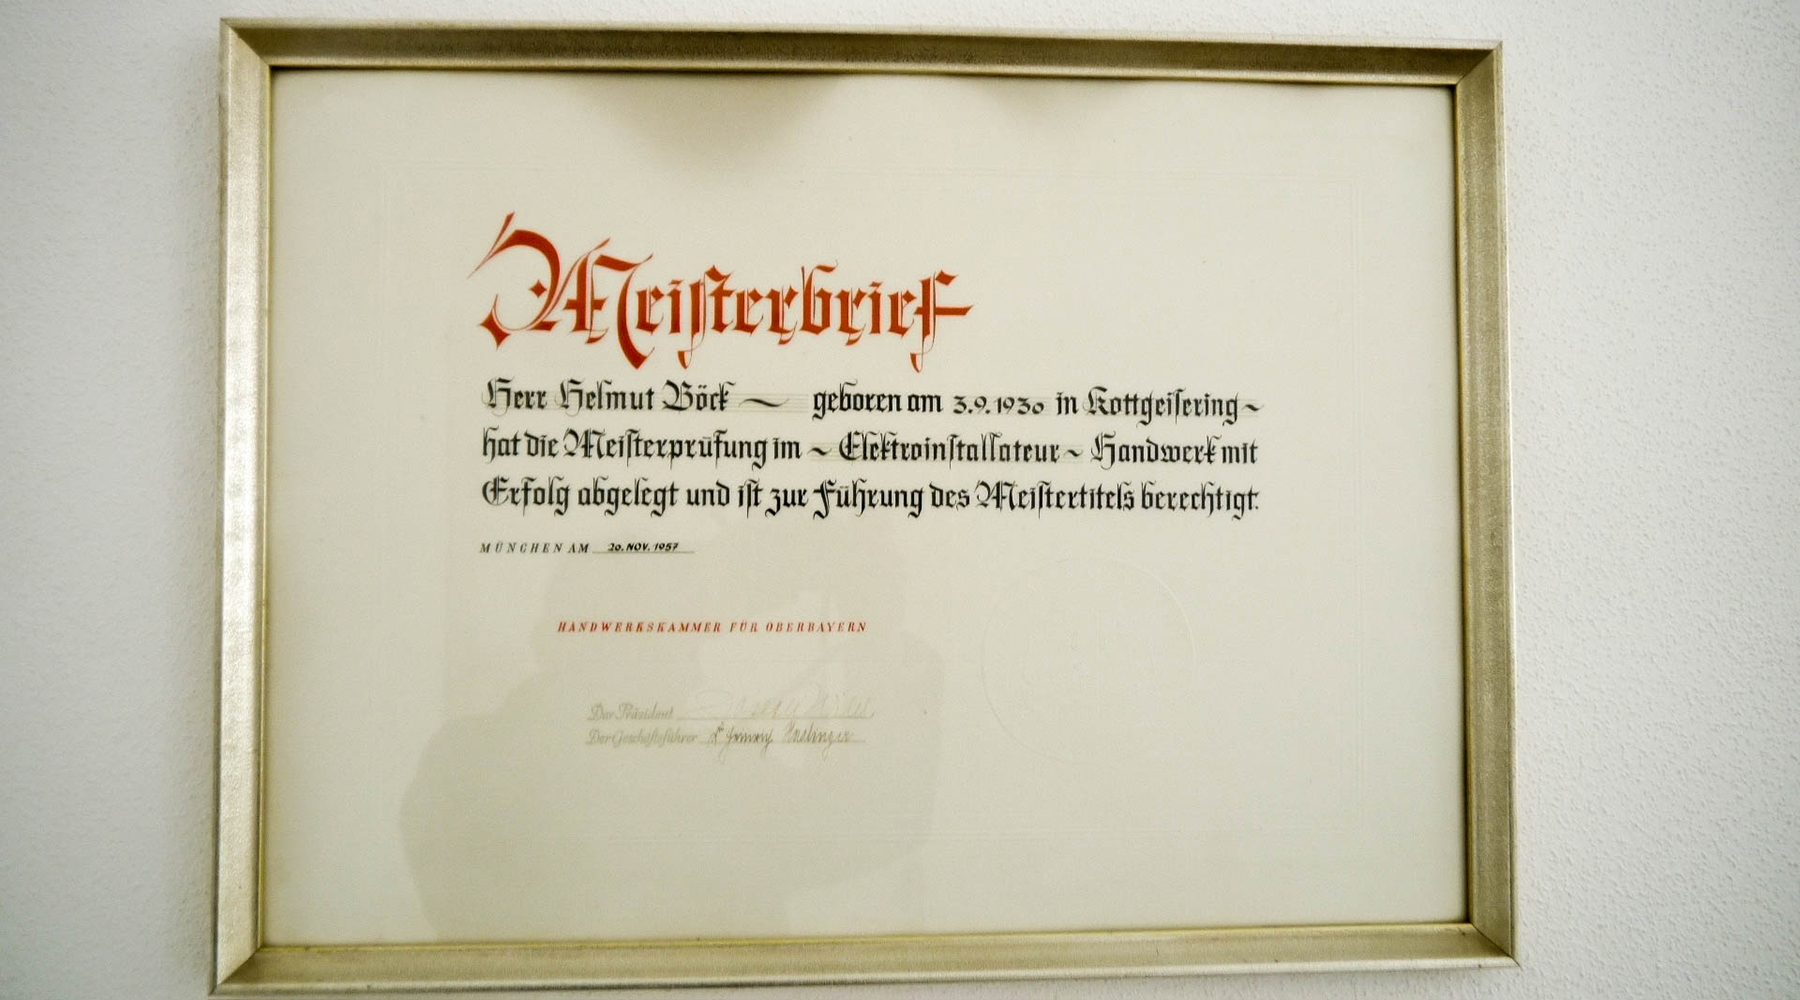 Meisterbrief
Herr Helmut Böck ~ geboren am 3.9.1930 in Kottgeisering ~
hat die Meisterprüfung im ~ Elektroinstallateur ~ Handwerk mit
Erfolg abgelegt und ist zur Führung des Meistertitels berechtigt.
MÜNCHEN AM 20. NOV. 1957
HANDWERKSKAMMER FÜR OBERBAYERN
Der Präsident
Der Geschäftsführer